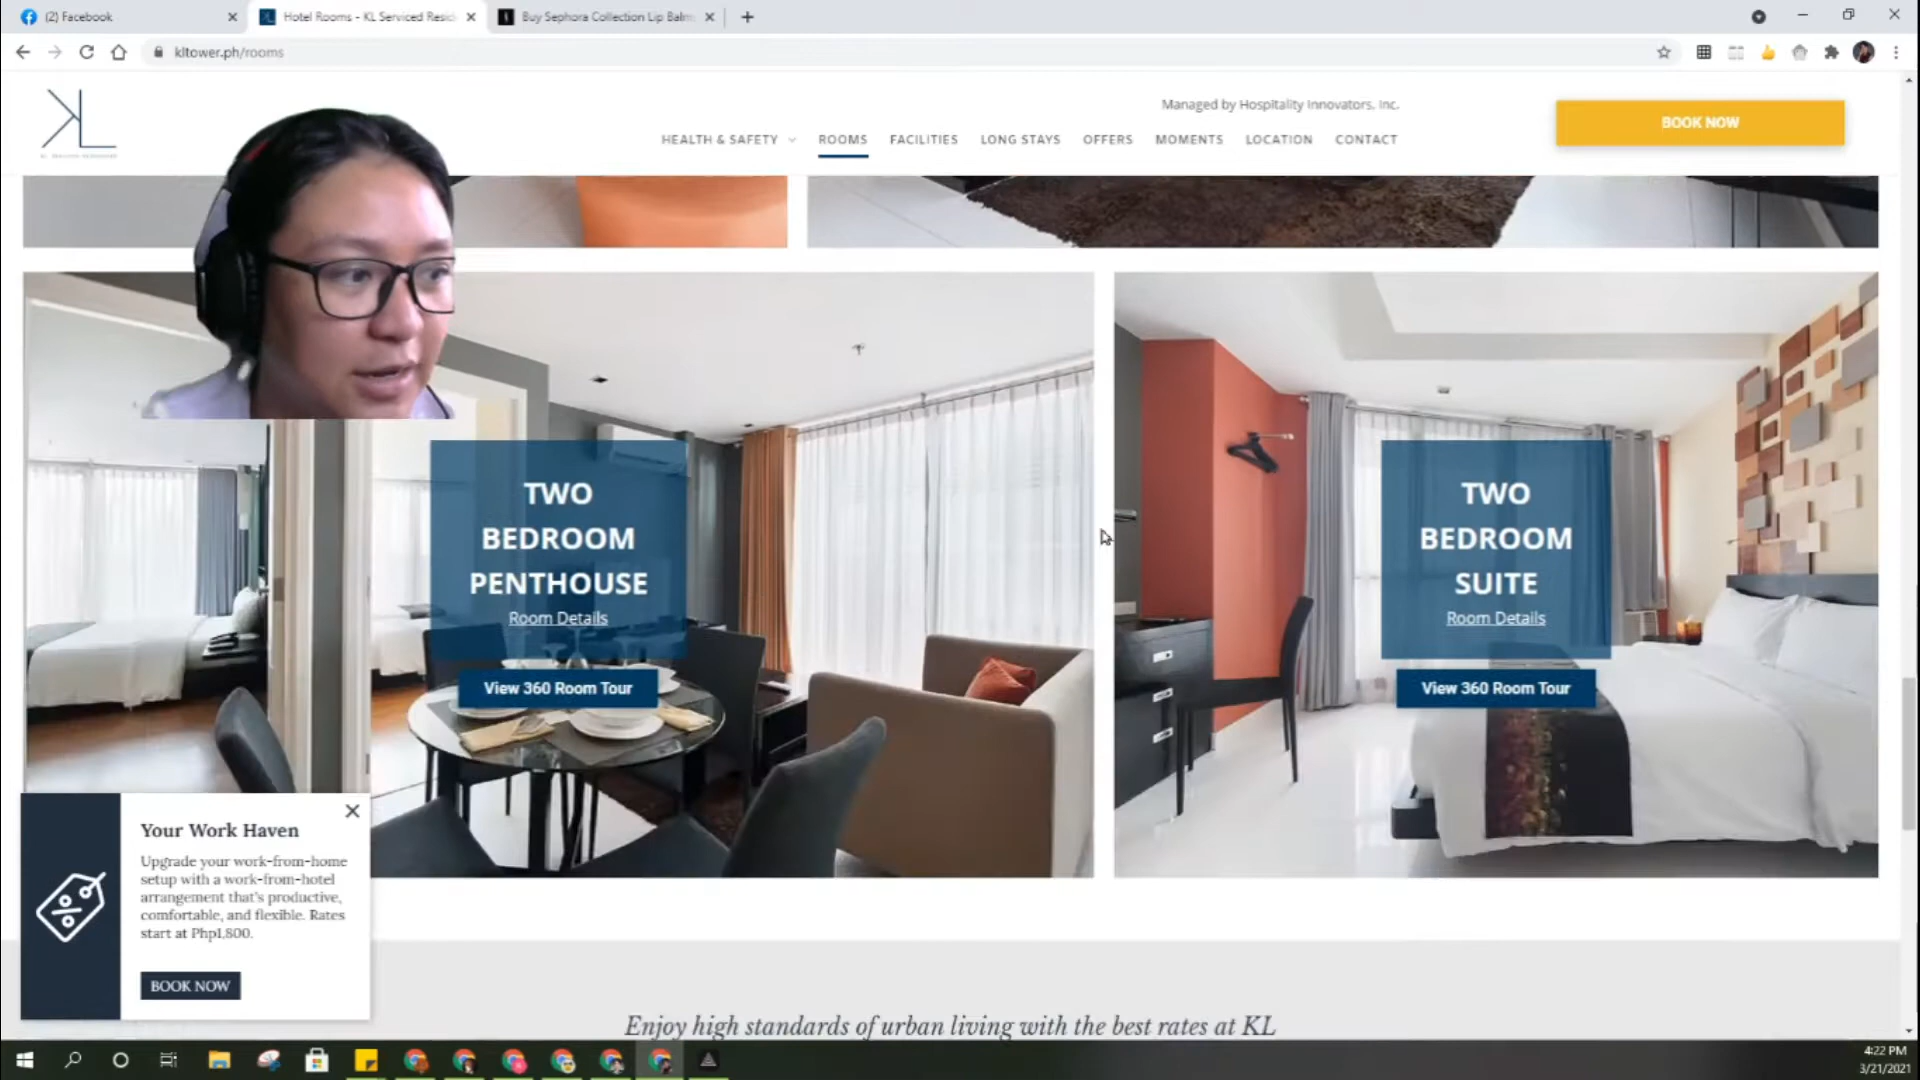 (2) Facebook
Hotel Rooms - KL Serviced Resid
Buy Sephora Collection Lip Balm
kltower.ph/rooms
KL
Managed by Hospitality Innovators, Inc.
HEALTH & SAFETY
ROOMS
FACILITIES
LONG STAYS
OFFERS
MOMENTS
LOCATION
CONTACT
BOOK NOW
TWO
BEDROOM
PENTHOUSE
Room Details
View 360 Room Tour
TWO
BEDROOM
SUITE
Room Details
View 360 Room Tour
Your Work Haven
Upgrade your work-from-home
setup with a work-from-hotel
arrangement that's productive,
comfortable, and flexible. Rates
start at Php1,800.
BOOK NOW
Enjoy high standards of urban living with the best rates at KL
4:22 PM
3/21/2021